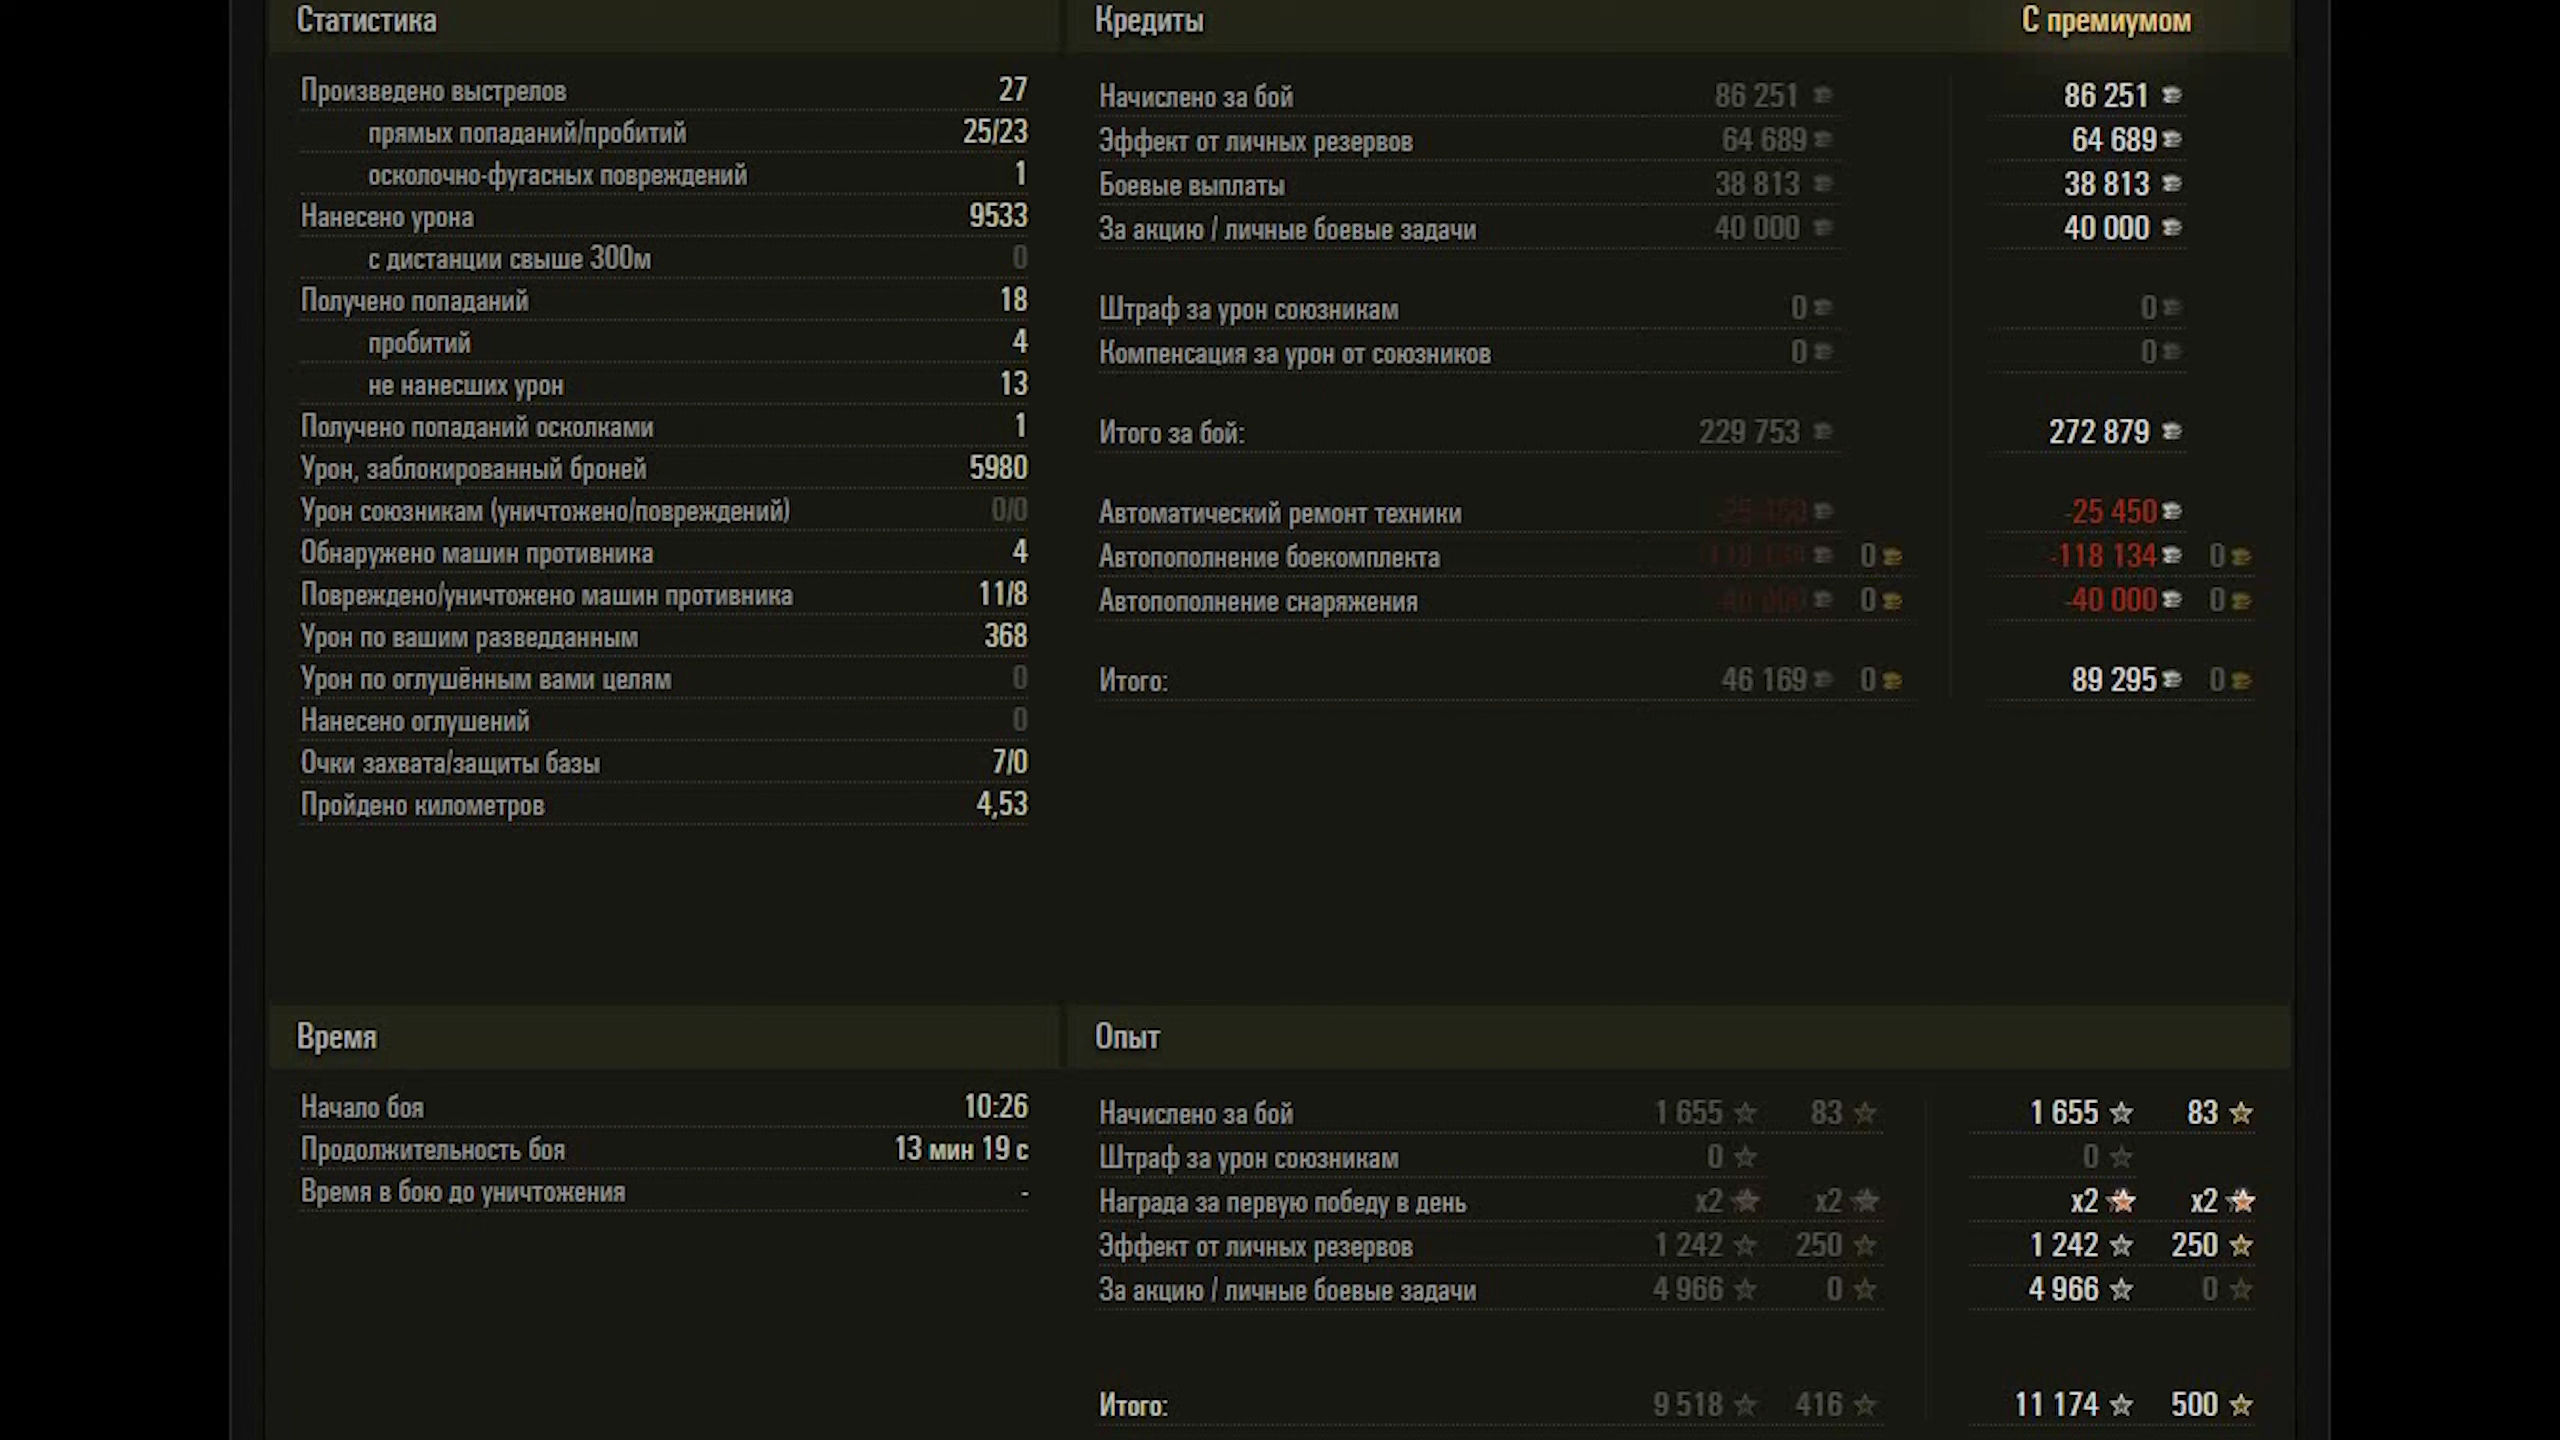 Статистика
Произведено выстрелов 27
прямых попаданий/пробитий 25/23
осколочно-фугасных повреждений 1
Нанесено урона 9533
с дистанции свыше 300м 0
Получено попаданий 18
пробитий 4
не нанесших урон 13
Получено попаданий осколками 1
Урон, заблокированный броней 5980
Урон союзникам (уничтожено/повреждений) 0/0
Обнаружено машин противника 4
Повреждено/уничтожено машин противника 11/8
Урон по вашим разведданным 368
Урон по оглушённым вами целям 0
Нанесено оглушений 0
Очки захвата/защиты базы 7/0
Пройдено километров 4,53
Кредиты С премиумом
Начислено за бой 86 251 86 251
Эффект от личных резервов 64 689 64 689
Боевые выплаты 38 813 38 813
За акцию / личные боевые задачи 40 000 40 000
Штраф за урон союзникам 0 0
Компенсация за урон от союзников 0 0
Итого за бой: 229 753 272 879
Автоматический ремонт техники -25 450 -25 450
Автопополнение боекомплекта -118 134 0 -118 134 0
Автопополнение снаряжения -40 000 0 -40 000 0
Итого: 46 169 0 89 295 0
Время
Начало боя 10:26
Продолжительность боя 13 мин 19 с
Время в бою до уничтожения -
Опыт
Начислено за бой 1 655 83 1 655 83
Штраф за урон союзникам 0 0
Награда за первую победу в день x2 x2 x2 x2
Эффект от личных резервов 1 242 250 1 242 250
За акцию / личные боевые задачи 4 966 0 4 966 0
Итого: 9 518 416 11 174 500